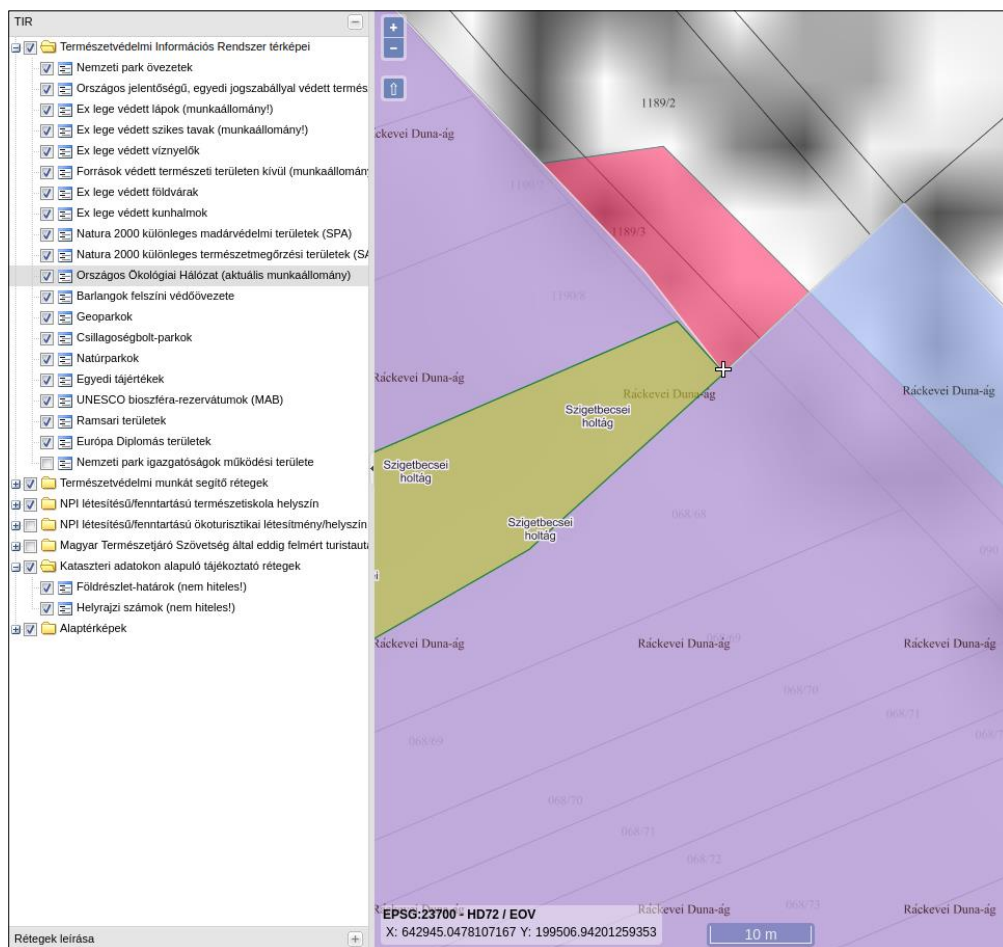 TIR
Természetvédelmi Információs Rendszer térképei
Nemzeti park övezetek
Országos jelentőségű, egyedi jogszabállyal védett termés
Ex lege védett lápok (munkaállomány!)
Ex lege védett szikes tavak (munkaállomány!)
Ex lege védett víznyelők
Források védett természeti területen kívül (munkaállomány
Ex lege védett földvárak
Ex lege védett kunhalmok
Natura 2000 különleges madárvédelmi területek (SPA)
Natura 2000 különleges természetmegőrzési területek (SA
Országos Ökológiai Hálózat (aktuális munkaállomány)
Barlangok felszíni védőövezete
Geoparkok
Csillagoségbolt-parkok
Natúrparkok
Egyedi tájértékek
UNESCO bioszféra-rezervátumok (MAB)
Ramsari területek
Európa Diplomás területek
Nemzeti park igazgatóságok működési területe
Természetvédelmi munkát segítő rétegek
NPI létesítésű/fenntartású természetiskola helyszín
NPI létesítésű/fenntartású ökoturisztikai létesítmény/helyszín
Magyar Természetjáró Szövetség által eddig felmért turistauta
Kataszteri adatokon alapuló tájékoztató rétegek
Földrészlet-határok (nem hiteles!)
Helyrajzi számok (nem hiteles!)
Alaptérképek
Rétegek leírása
1189/2
Ráckevei Duna-ág
1189/3
1190/8
Ráckevei Duna-ág
Ráckevei Duna-ág
Ráckevei Duna-ág
Szigetbecsei
holtág
Szigetbecsei
holtág
Szigetbecsei
holtág
068/68
090
Ráckevei Duna-ág
Ráckevei Duna-ág
068/69
Ráckevei Duna-ág
068/70
068/71
068/69
068/70
068/71
068/72
068/73
Ráckevei Duna-ág
Ráckevei Duna-ág
EPSG:23700 - HD72 / EOV
X: 642945.0478107167 Y: 199506.94201259353
10 m